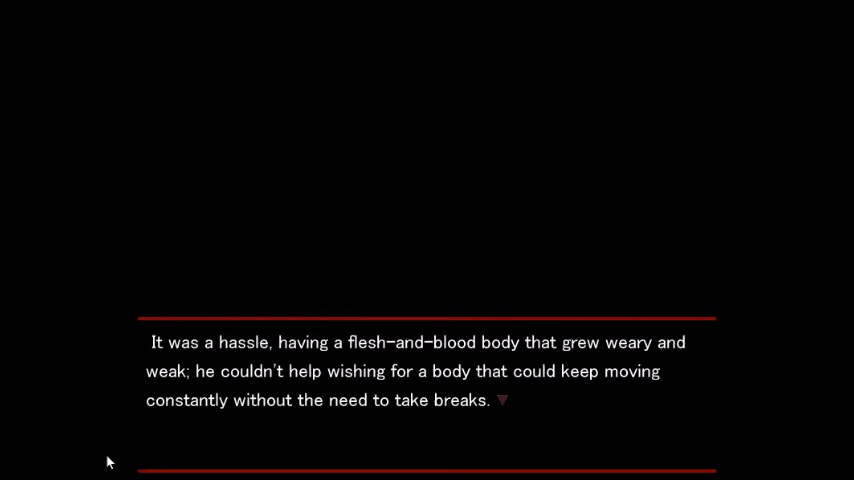 It was a hassle, having a flesh-and-blood body that grew weary and
weak; he couldn't help wishing for a body that could keep moving
constantly without the need to take breaks.